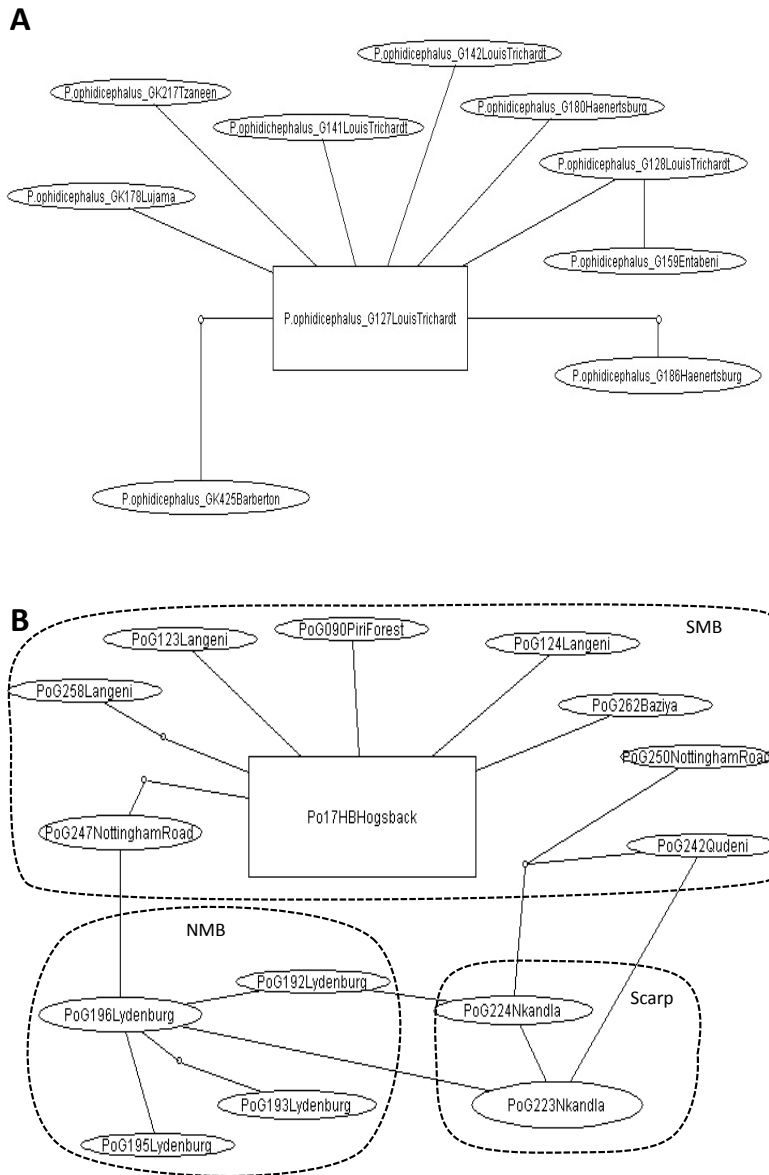 A
P.ophidicephalus_G142LouisTrichardt
P.ophidicephalus_GK217Tzaneen
P.ophidicephalus_G180Haenertsburg
P.ophidichephalus_G141LouisTrichardt
P.ophidicephalus_G128LouisTrichardt
P.ophidicephalus_GK178Lujama
P.ophidicephalus_G159Entabeni
P.ophidicephalus_G127LouisTrichardt
P.ophidicephalus_G186Haenertsburg
P.ophidicephalus_GK425Barberton
B
SMB
PoG090PiriForest
PoG123Langeni
PoG124Langeni
PoG258Langeni
PoG262Baziya
PoG250NottinghamRoad
Po17HBHogsback
PoG247NottinghamRoad
PoG242Qudeni
NMB
PoG192Lydenburg
Scarp
PoG196Lydenburg
PoG224Nkandla
PoG193Lydenburg
PoG223Nkandla
PoG195Lydenburg